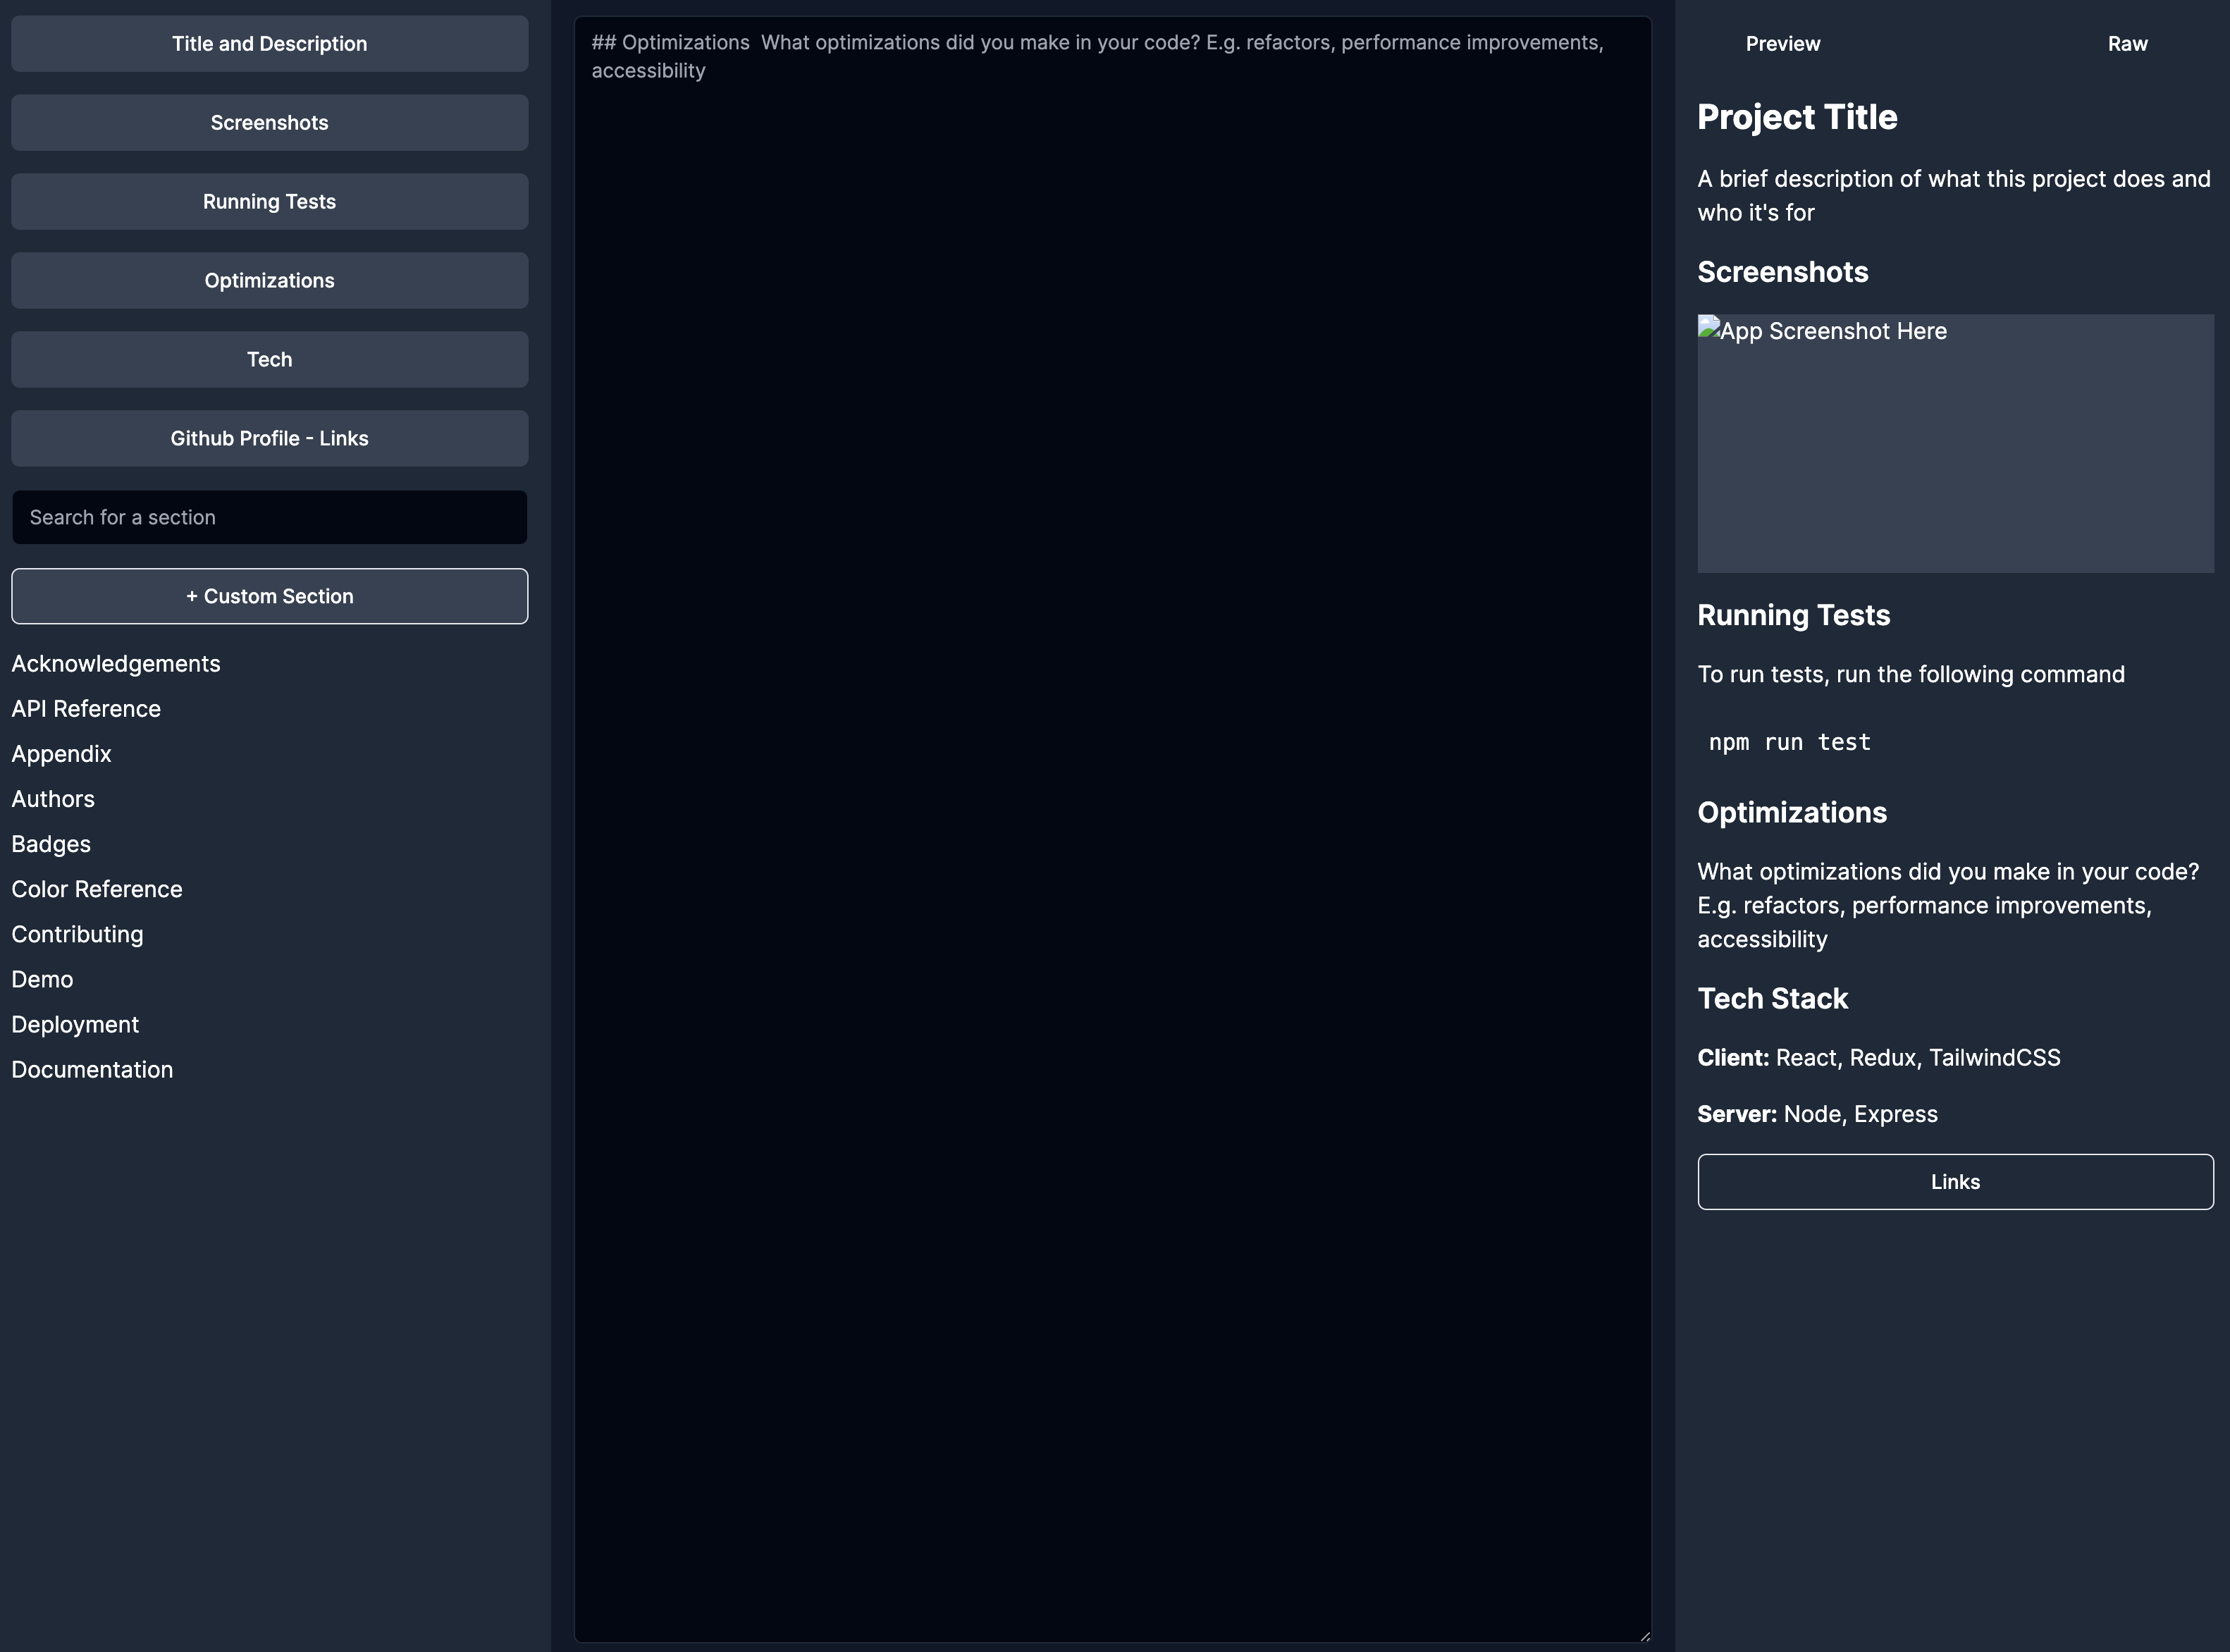 Title and Description
Screenshots
Running Tests
Optimizations
Tech
Github Profile - Links
Search for a section
+ Custom Section
Acknowledgements
API Reference
Appendix
Authors
Badges
Color Reference
Contributing
Demo
Deployment
Documentation
## Optimizations  What optimizations did you make in your code? E.g. refactors, performance improvements,
accessibility
Preview
Raw
Project Title
A brief description of what this project does and
who it's for
Screenshots
App Screenshot Here
Running Tests
To run tests, run the following command
npm run test
Optimizations
What optimizations did you make in your code?
E.g. refactors, performance improvements,
accessibility
Tech Stack
Client: React, Redux, TailwindCSS
Server: Node, Express
Links